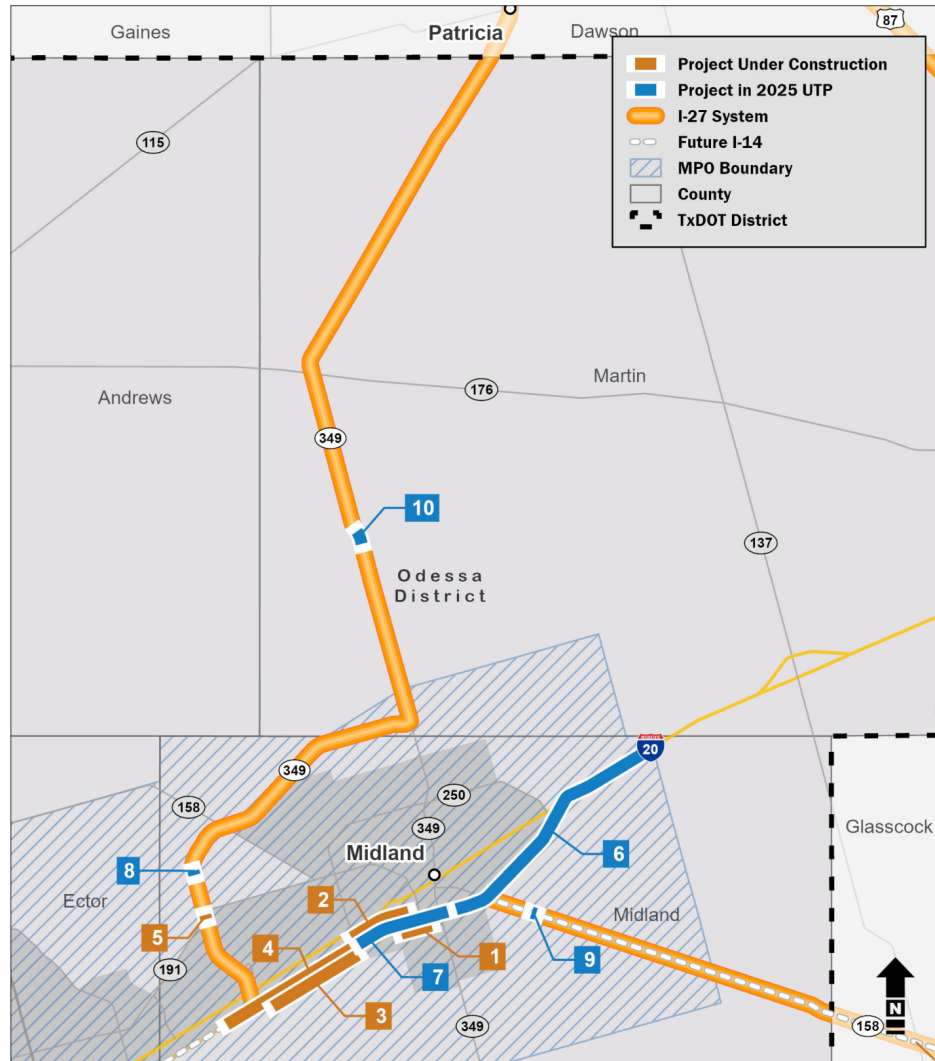 Gaines
Patricia
Dawson
87
Project Under Construction
Project in 2025 UTP
I-27 System
Future I-14
MPO Boundary
County
TxDOT District
115
Andrews
176
Martin
349
10
137
Odessa
District
20
349
158
250
349
Glasscock
Midland
6
8
Ector
2
Midland
5
1
9
4
7
191
3
N
349
158